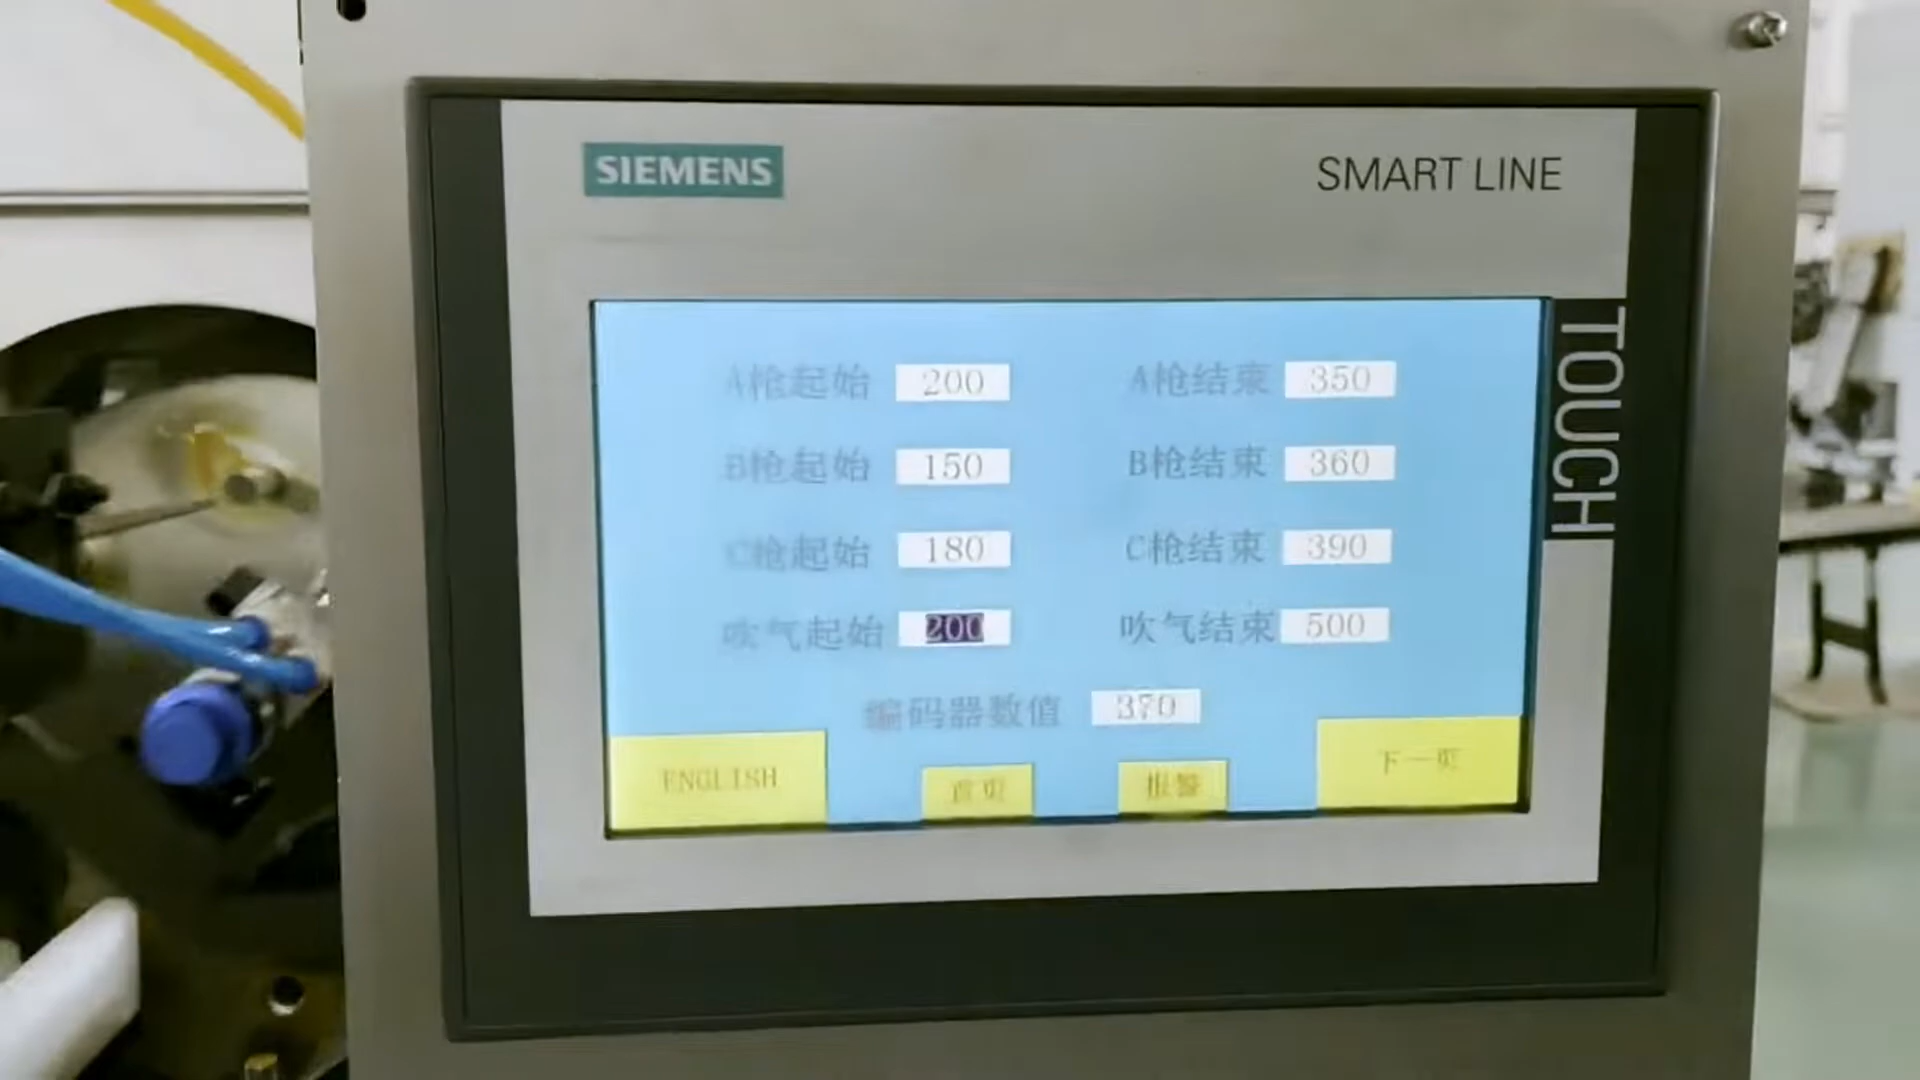 SIEMENS
SMART LINE
TOUCH
A枪起始 200 A枪结束 350
B枪起始 150 B枪结束 360
C枪起始 180 C枪结束 390
吹气起始 200 吹气结束 500
编码器数值 370
ENGLISH 首页 报警 下一页